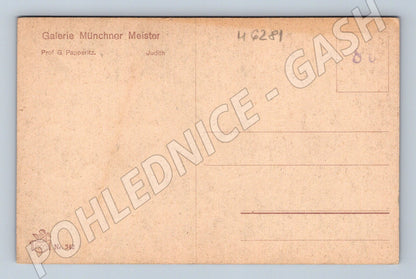 Galerie Münchner Meister
Prof G. Papperitz. Judith
46281
POHLEDNICE - GASH